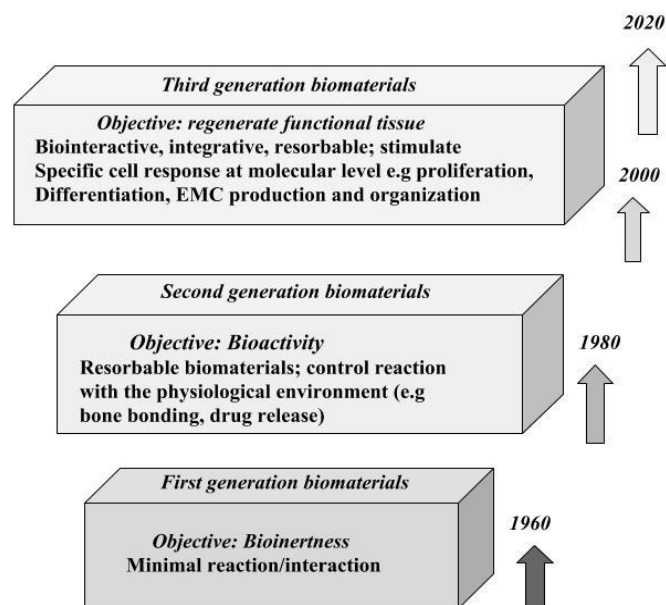 2020
Third generation biomaterials
Objective: regenerate functional tissue
Biointeractive, integrative, resorbable; stimulate
Specific cell response at molecular level e.g proliferation,
Differentiation, EMC production and organization
2000
Second generation biomaterials
Objective: Bioactivity
Resorbable biomaterials; control reaction
with the physiological environment (e.g
bone bonding, drug release)
1980
First generation biomaterials
Objective: Bioinertness
Minimal reaction/interaction
1960